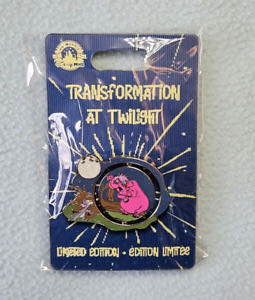 TRANSFORMATION
AT TWILIGHT
LIMITED EDITION • EDITION LIMITÉE